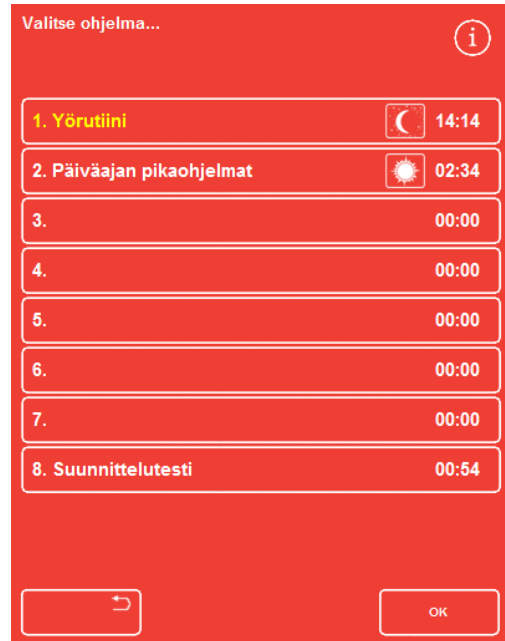 Valitse ohjelma...
i
1. Yörutiini 14:14
2. Päiväajan pikaohjelmat 02:34
3. 00:00
4. 00:00
5. 00:00
6. 00:00
7. 00:00
8. Suunnittelutesti 00:54
OK